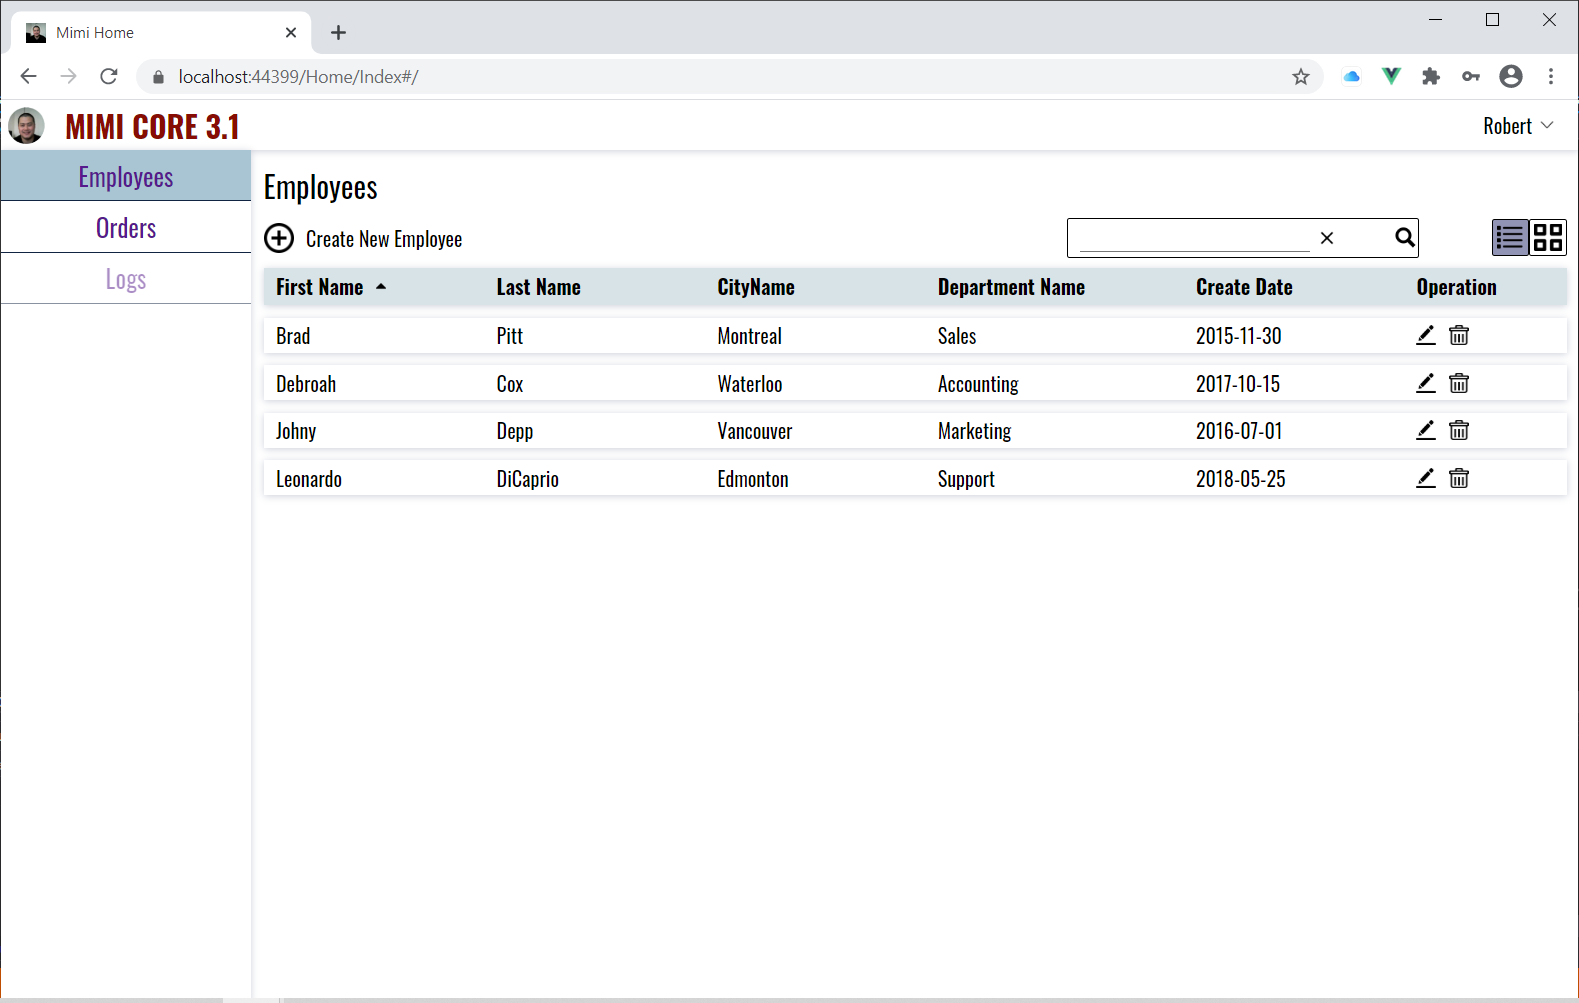 Mimi Home
localhost:44399/Home/Index#/
MIMI CORE 3.1
Robert
Employees
Orders
Logs
Employees
Create New Employee
First Name Last Name CityName Department Name Create Date Operation
Brad Pitt Montreal Sales 2015-11-30
Debroah Cox Waterloo Accounting 2017-10-15
Johny Depp Vancouver Marketing 2016-07-01
Leonardo DiCaprio Edmonton Support 2018-05-25